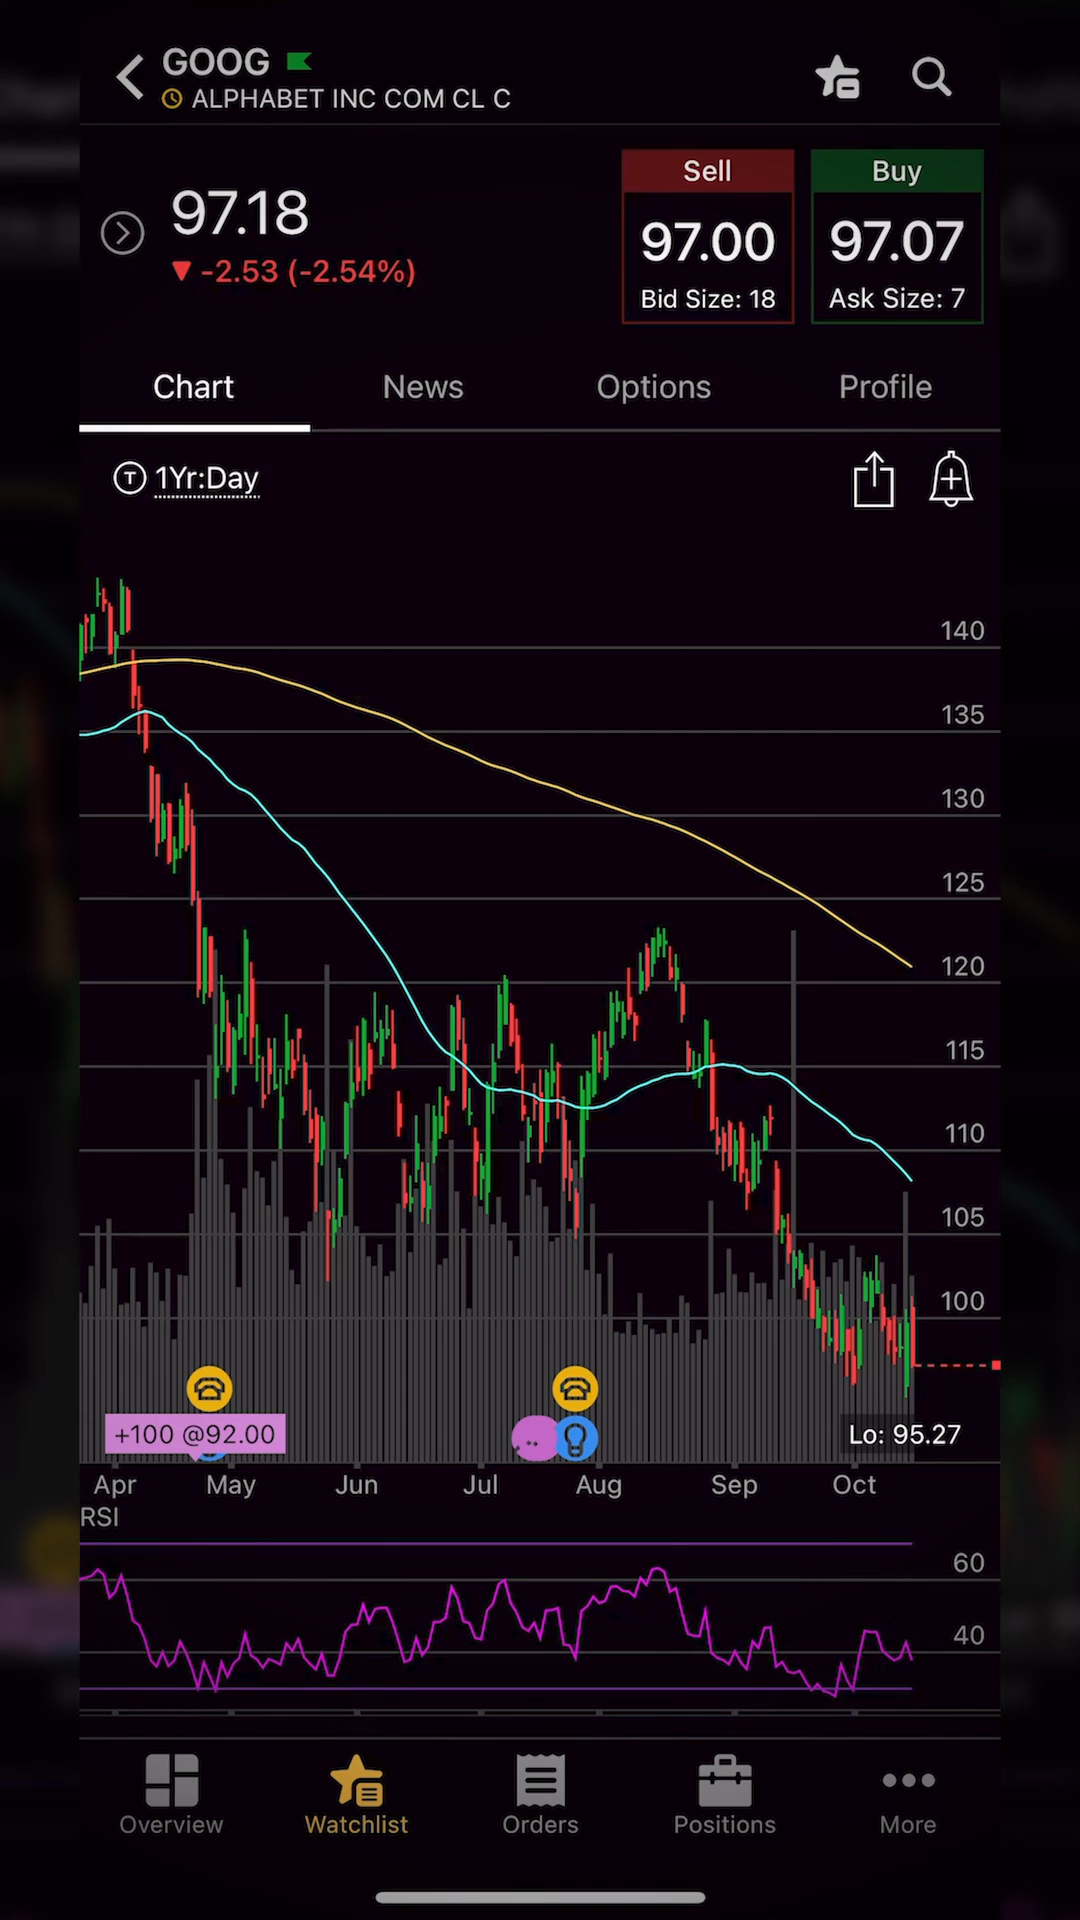 GOOG
ALPHABET INC COM CL C
97.18
-2.53 (-2.54%)
Sell
97.00
Bid Size: 18
Buy
97.07
Ask Size: 7
Chart
News
Options
Profile
T 1Yr:Day
140
135
130
125
120
115
110
105
100
+100 @92.00
Lo: 95.27
Apr
May
Jun
Jul
Aug
Sep
Oct
RSI
60
40
Overview
Watchlist
Orders
Positions
More